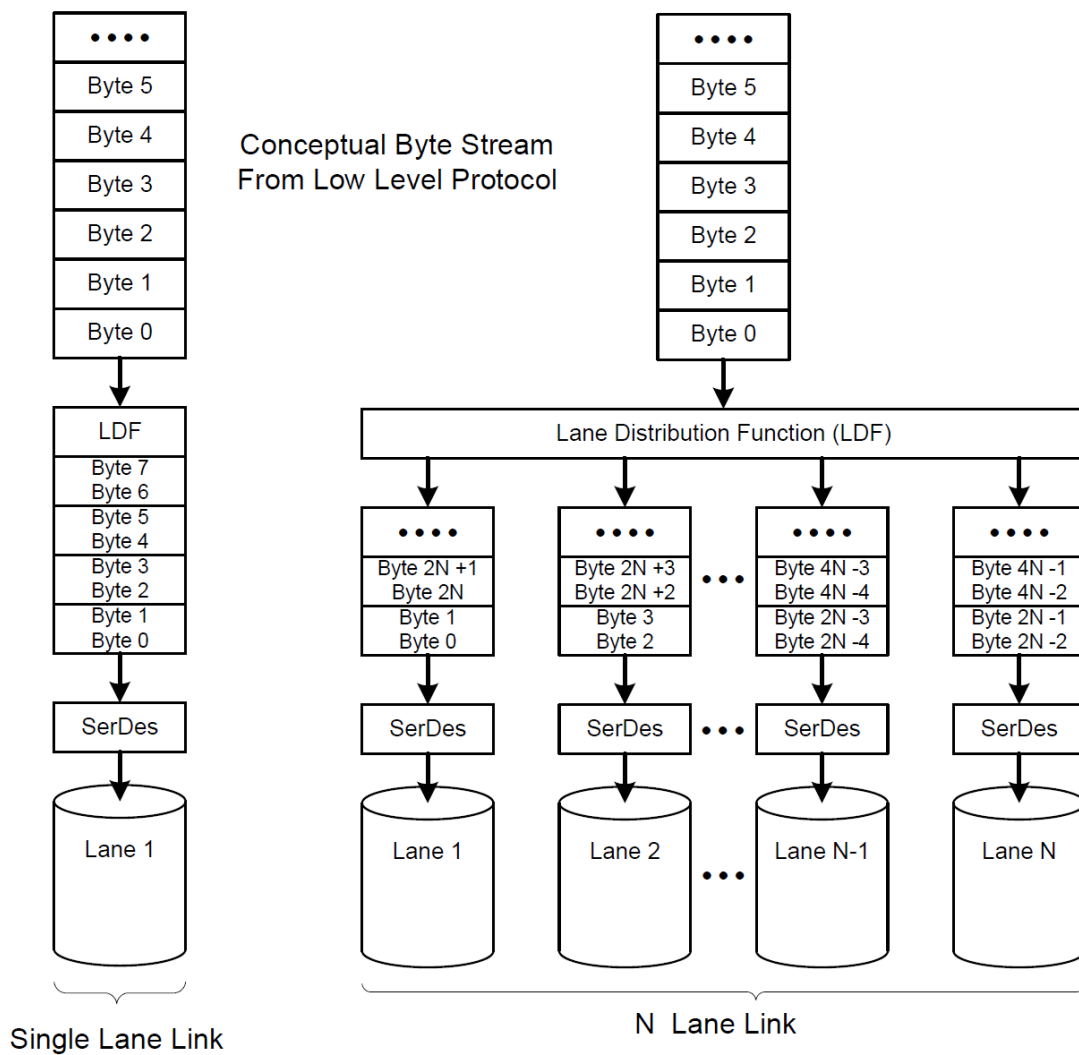 ••••
Byte 5
Byte 4
Byte 3
Byte 2
Byte 1
Byte 0
LDF
Byte 7
Byte 6
Byte 5
Byte 4
Byte 3
Byte 2
Byte 1
Byte 0
SerDes
Lane 1
Single Lane Link
Conceptual Byte Stream
From Low Level Protocol
••••
Byte 5
Byte 4
Byte 3
Byte 2
Byte 1
Byte 0
Lane Distribution Function (LDF)
••••
Byte 2N +1
Byte 2N
Byte 1
Byte 0
SerDes
Lane 1
••••
Byte 2N +3
Byte 2N +2
Byte 3
Byte 2
SerDes
Lane 2
•••
•••
•••
••••
Byte 4N -3
Byte 4N -4
Byte 2N -3
Byte 2N -4
SerDes
Lane N-1
••••
Byte 4N -1
Byte 4N -2
Byte 2N -1
Byte 2N -2
SerDes
Lane N
N Lane Link